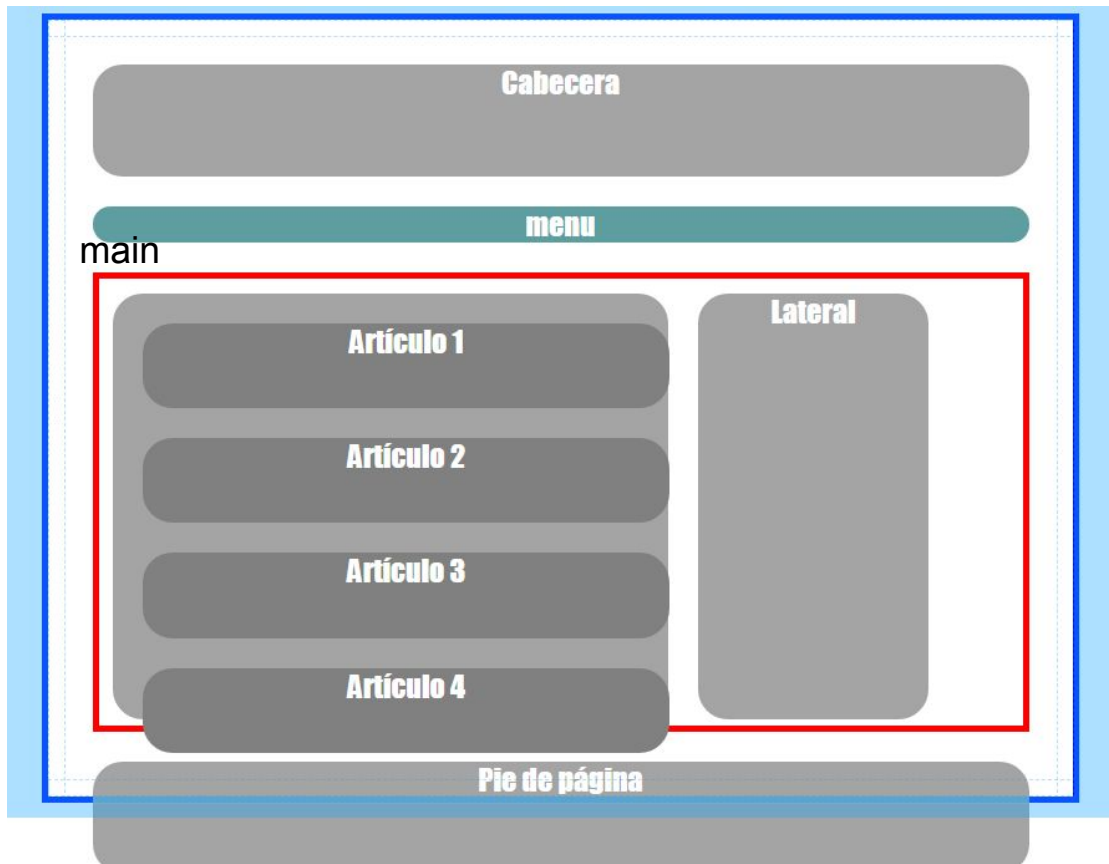 Cabecera
menu
main
Artículo 1
Lateral
Artículo 2
Artículo 3
Artículo 4
Pie de página